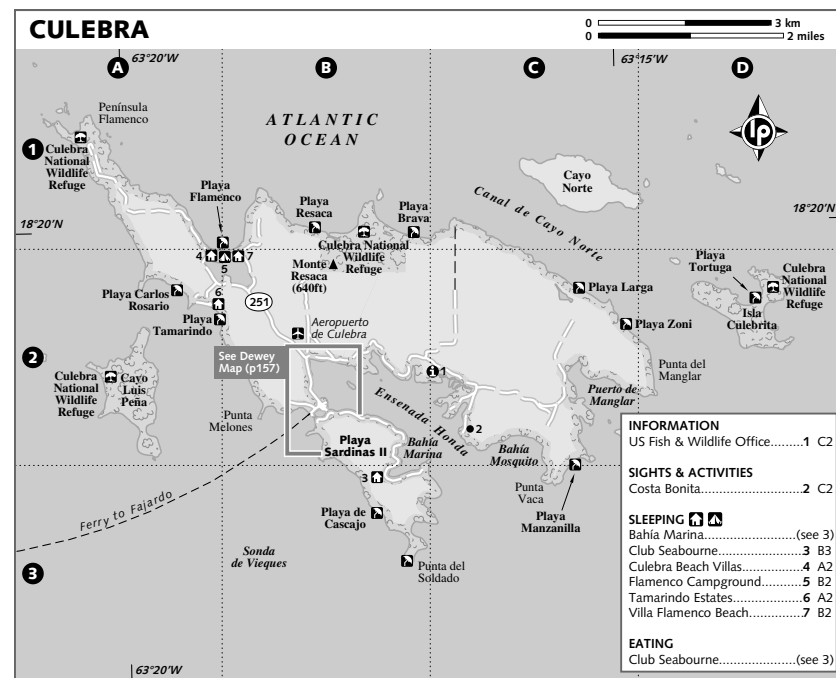 CULEBRA
0 3 km
0 2 miles
63°20'W
63°15'W
A
B
C
D
Península
Flamenco
ATLANTIC
OCEAN
lp
1
Culebra
National
Wildlife
Refuge
Playa
Flamenco
Playa
Resaca
Playa
Brava
Cayo
Norte
Canal de Cayo Norte
18°20'N
18°20'N
4
5
7
Culebra National
Wildlife
Refuge
Monte
Resaca
(640ft)
Playa
Tortuga
Culebra
National
Wildlife
Refuge
Isla
Culebrita
Playa Carlos
Rosario
6
251
Playa
Tamarindo
Aeropuerto
de Culebra
Playa Larga
Playa Zoni
2
See Dewey
Map (p157)
Culebra
National
Wildlife
Refuge
Cayo
Luis
Peña
i 1
Punta del
Manglar
Puerto de
Manglar
Ensenada Honda
Punta
Melones
2
Playa
Sardinas II
Bahía
Marina
Bahía
Mosquito
3
Punta
Vaca
Playa
Manzanilla
Ferry to Fajardo
Playa de
Cascajo
Sonda
de Vieques
Punta del
Soldado
3
63°20'W
INFORMATION
US Fish & Wildlife Office.........1 C2
SIGHTS & ACTIVITIES
Costa Bonita..........................2 C2
SLEEPING
Bahía Marina........................(see 3)
Club Seabourne.....................3 B3
Culebra Beach Villas..............4 A2
Flamenco Campground.........5 B2
Tamarindo Estates.................6 A2
Villa Flamenco Beach.............7 B2
EATING
Club Seabourne....................(see 3)